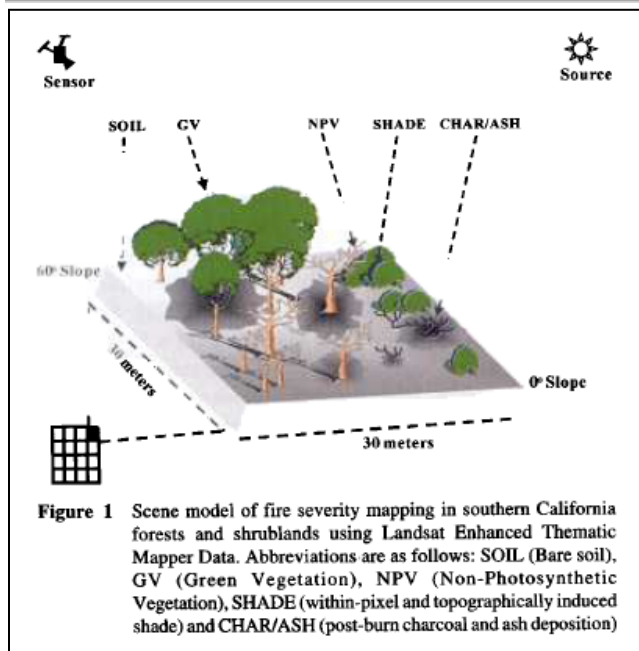 Sensor
Source
SOIL GV NPV SHADE CHAR/ASH
60º Slope
30 meters
0º Slope
30 meters
Figure 1 Scene model of fire severity mapping in southern California
forests and shrublands using Landsat Enhanced Thematic
Mapper Data. Abbreviations are as follows: SOIL (Bare soil),
GV (Green Vegetation), NPV (Non-Photosynthetic
Vegetation), SHADE (within-pixel and topographically induced
shade) and CHAR/ASH (post-burn charcoal and ash deposition)